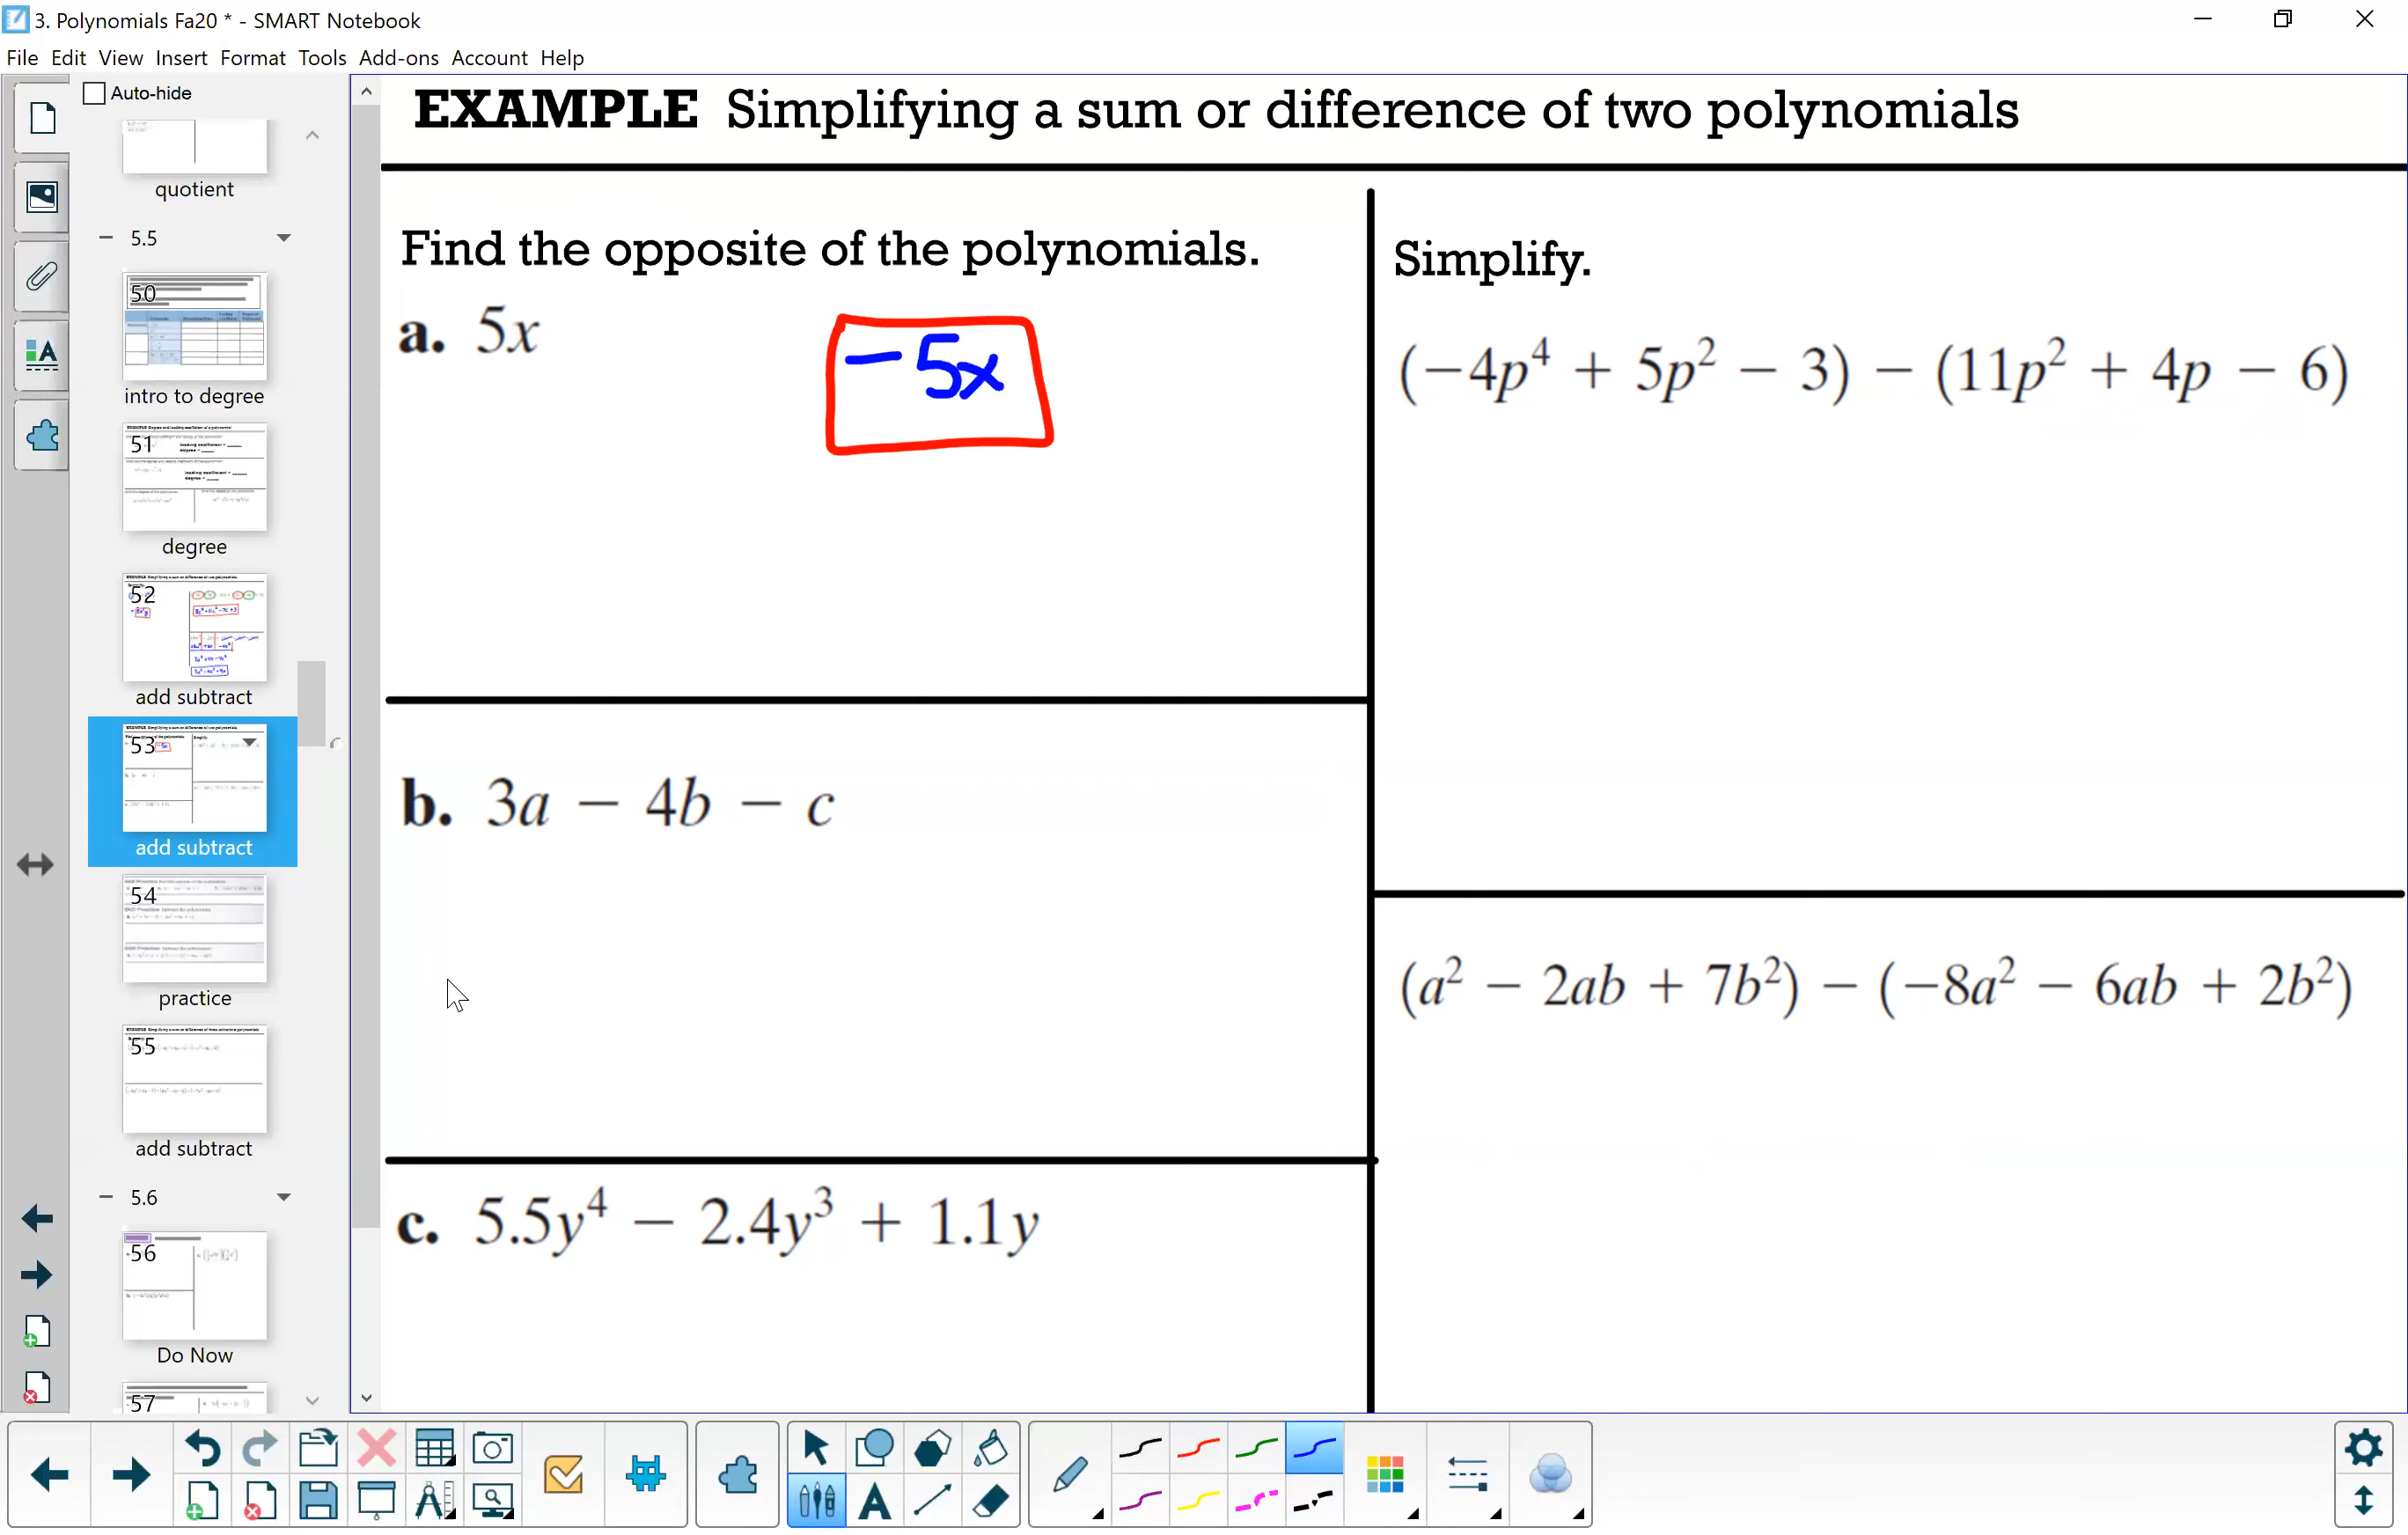 3. Polynomials Fa20 * - SMART Notebook
File Edit View Insert Format Tools Add-ons Account Help
Auto-hide
quotient
5.5
50
intro to degree
51
degree
52
add subtract
53
add subtract
54
practice
55
add subtract
5.6
56
Do Now
57
EXAMPLE Simplifying a sum or difference of two polynomials
Find the opposite of the polynomials.
a. 5x
-5x
b. 3a − 4b − c
c. 5.5y⁴ − 2.4y³ + 1.1y
Simplify.
(−4p⁴ + 5p² − 3) − (11p² + 4p − 6)
(a² − 2ab + 7b²) − (−8a² − 6ab + 2b²)